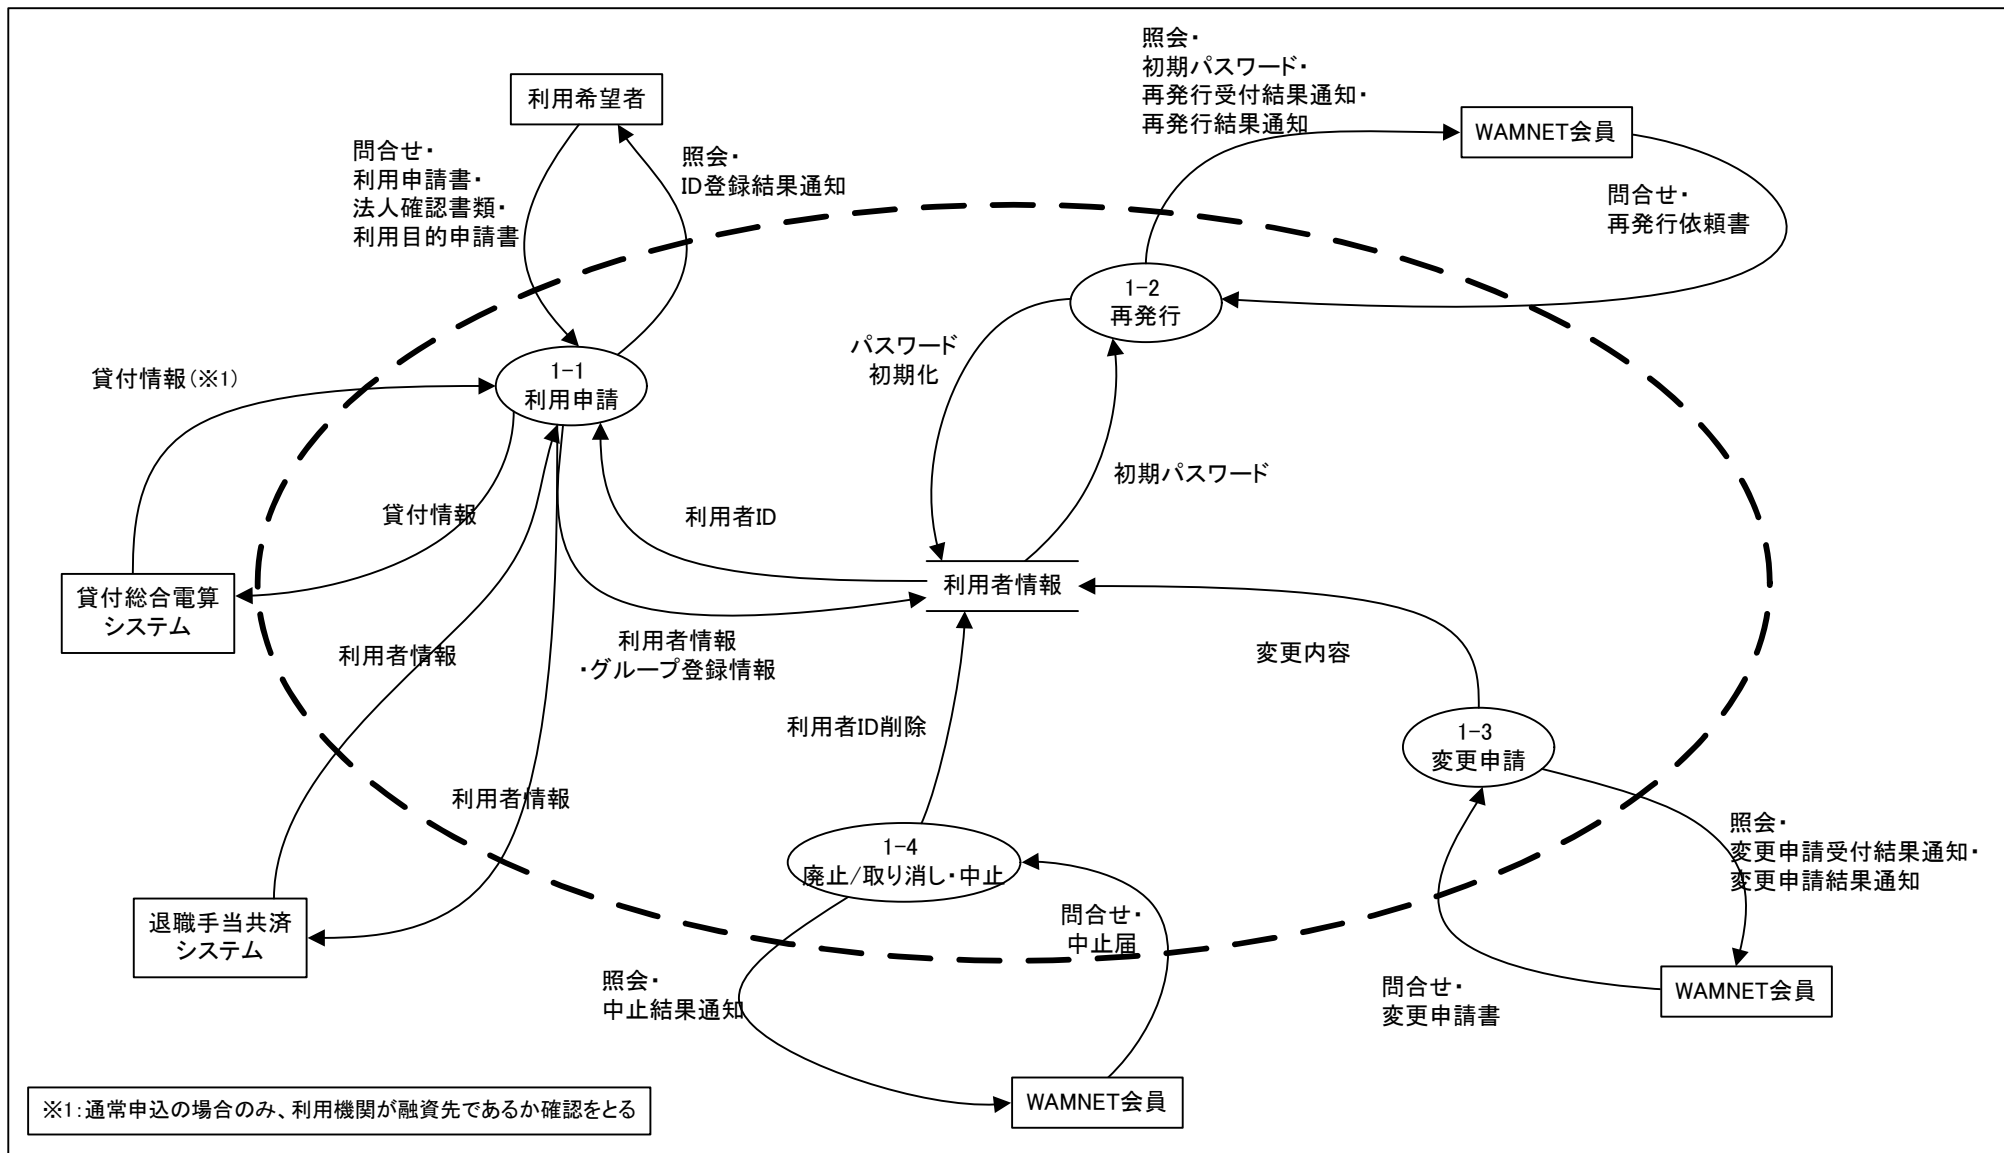 照会・
初期パスワード・
再発行受付結果通知・
再発行結果通知
利用希望者
WAMNET会員
問合せ・
利用申請書・
法人確認書類・
利用目的申請書
照会・
ID登録結果通知
問合せ・
再発行依頼書
1-2
再発行
パスワード
初期化
貸付情報(※1)
1-1
利用申請
初期パスワード
貸付情報
利用者ID
利用者情報
貸付総合電算
システム
利用者情報
利用者情報
・グループ登録情報
変更内容
利用者ID削除
1-3
変更申請
利用者情報
1-4
廃止/取り消し・中止
照会・
変更申請受付結果通知・
変更申請結果通知
退職手当共済
システム
問合せ・
中止届
照会・
中止結果通知
問合せ・
変更申請書
WAMNET会員
WAMNET会員
※1:通常申込の場合のみ、利用機関が融資先であるか確認をとる